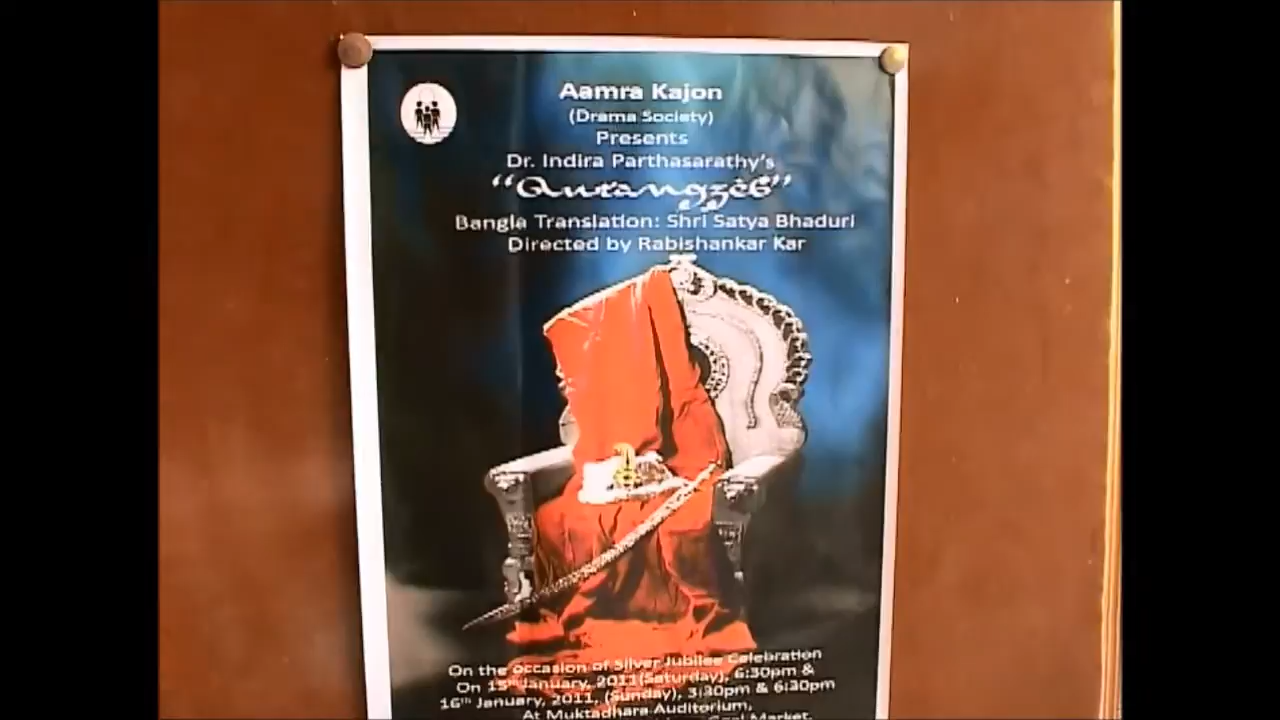 Aamra Kajon
(Drama Society)
Presents
Dr. Indira Parthasarathy's
"Aurangzeb"
Bangla Translation: Shri Satya Bhaduri
Directed by Rabishankar Kar
On the occasion of Silver Jubilee Celebration
On 15th January, 2011(Saturday), 6:30pm &
16th January, 2011, (Sunday), 3:30pm & 6:30pm
At Muktadhara Auditorium,
Market,